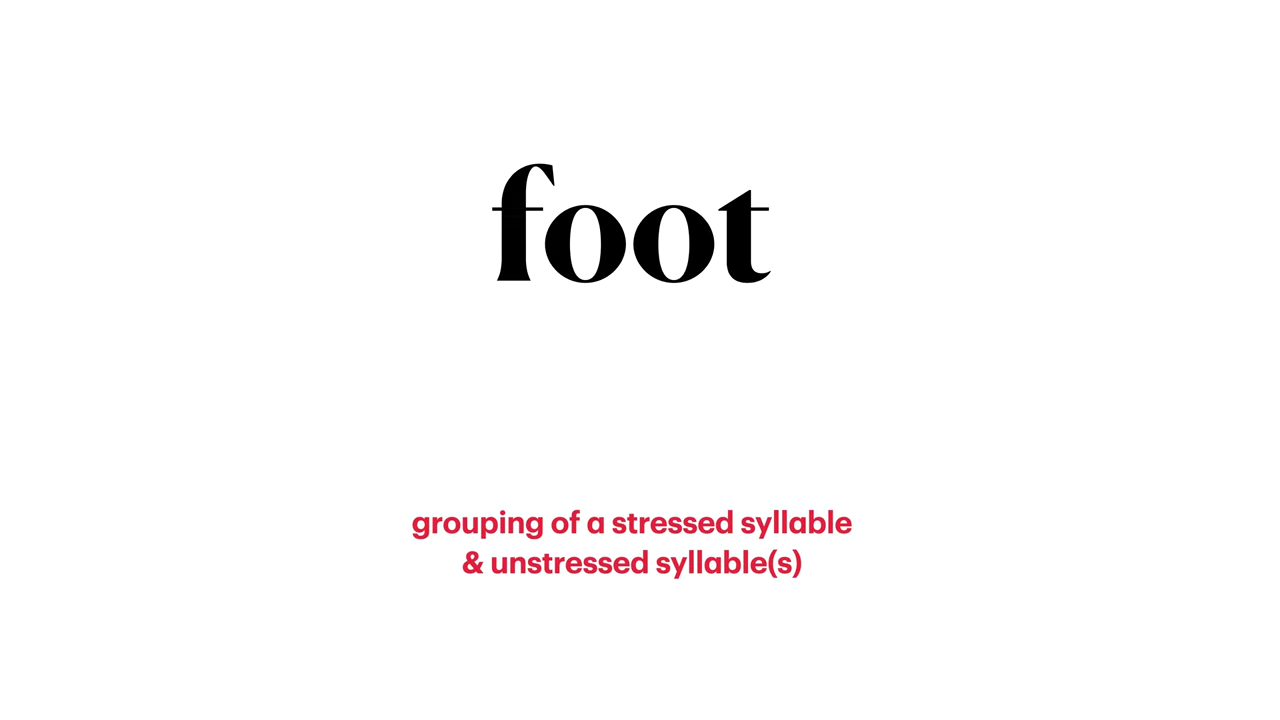 foot
grouping of a stressed syllable
& unstressed syllable(s)